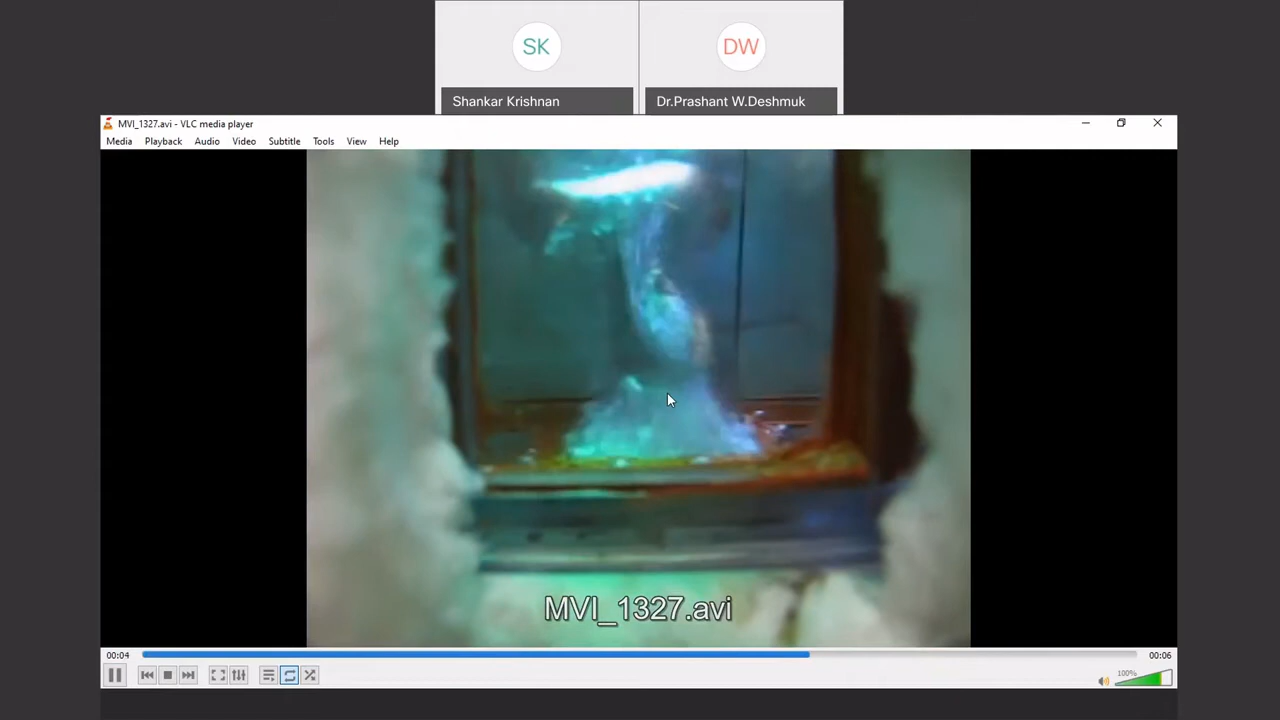 SK
DW
Shankar Krishnan
Dr.Prashant W.Deshmuk
MVI_1327.avi - VLC media player
Media Playback Audio Video Subtitle Tools View Help
MVI_1327.avi
00:04
00:06
100%